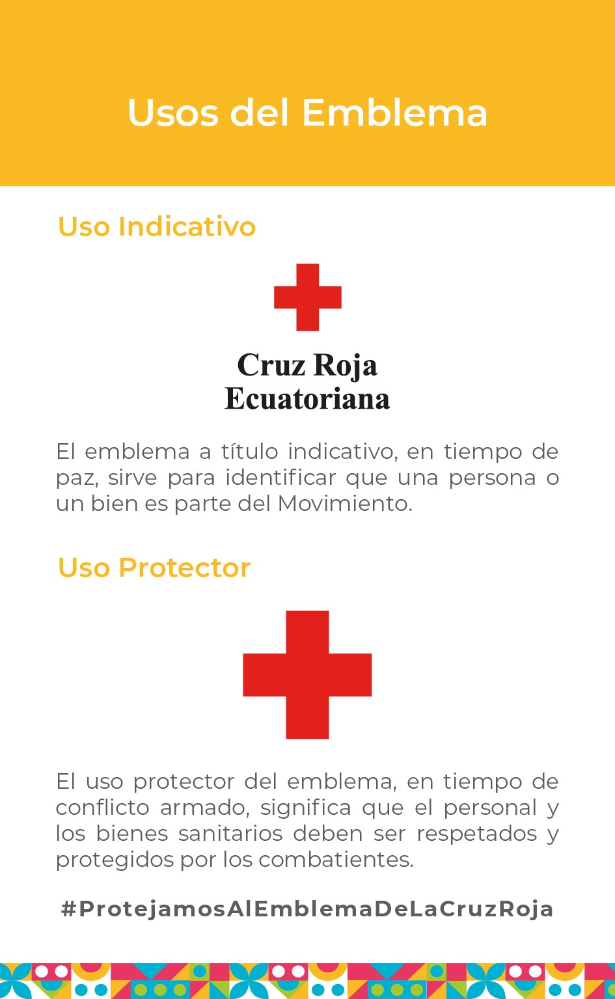 Usos del Emblema
Uso Indicativo
Cruz Roja
Ecuatoriana
El emblema a título indicativo, en tiempo de
paz, sirve para identificar que una persona o
un bien es parte del Movimiento.
Uso Protector
El uso protector del emblema, en tiempo de
conflicto armado, significa que el personal y
los bienes sanitarios deben ser respetados y
protegidos por los combatientes.
#ProtejamosAlEmblemaDeLaCruzRoja